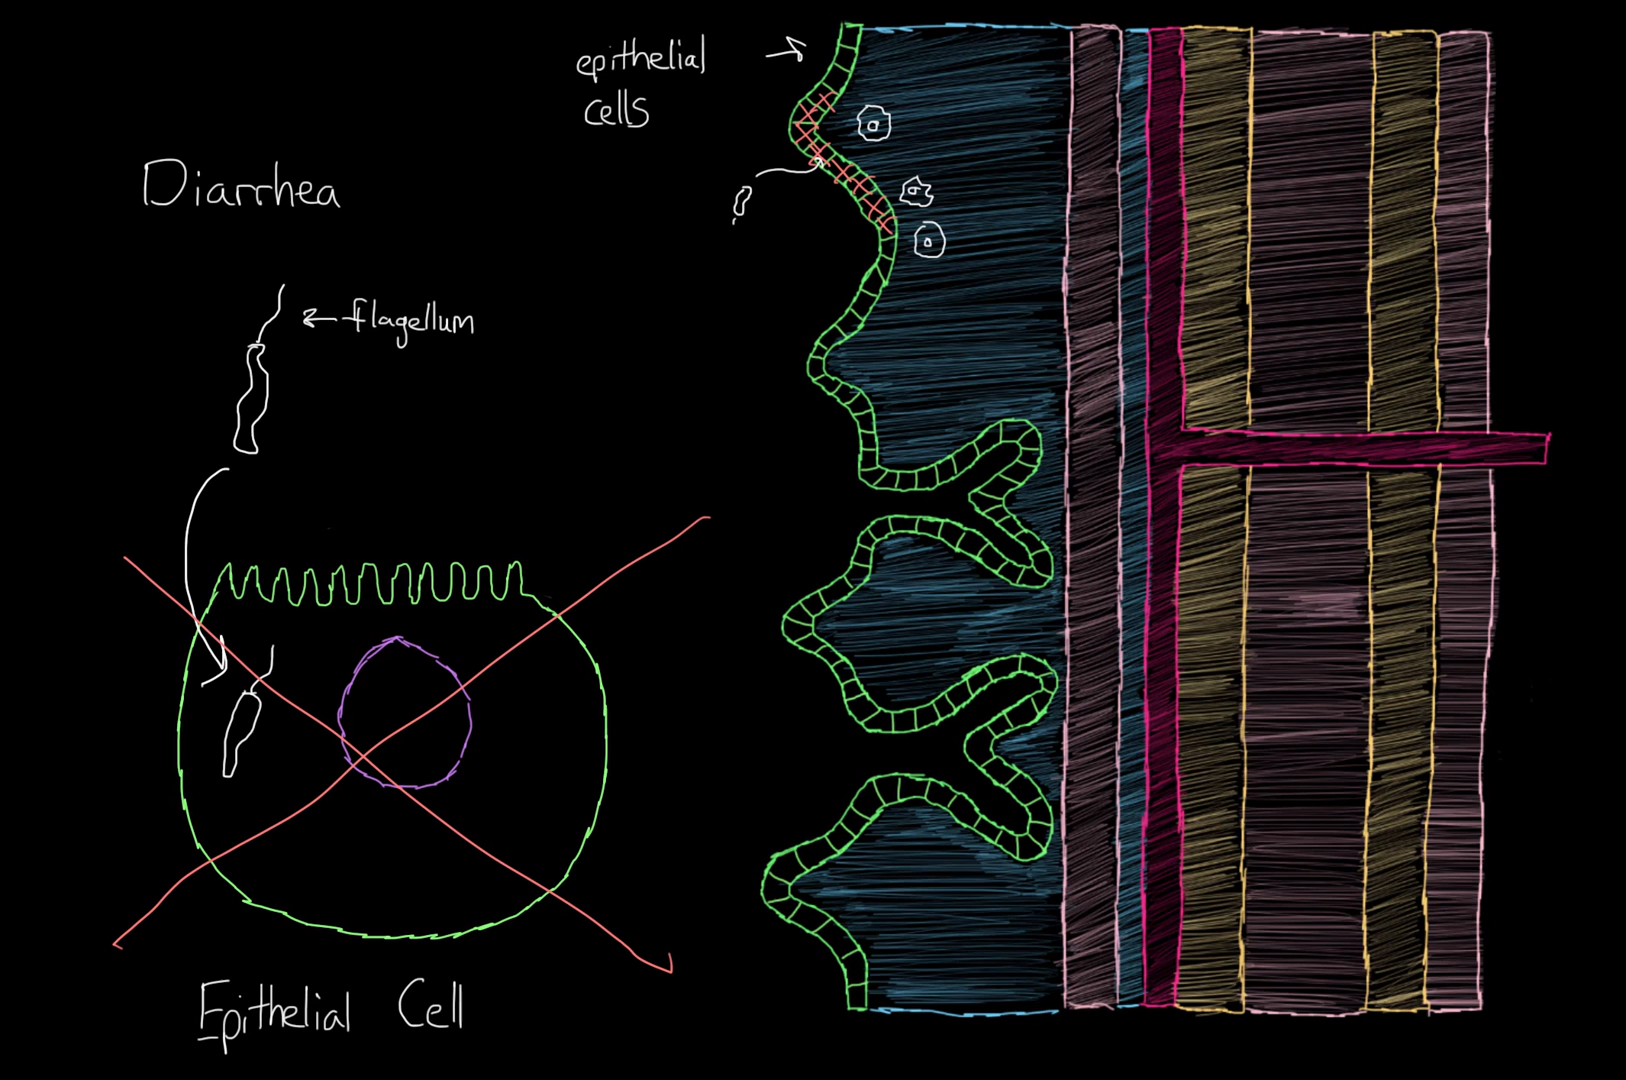 epithelial
cells
Diarrhea
flagellum
Epithelial Cell